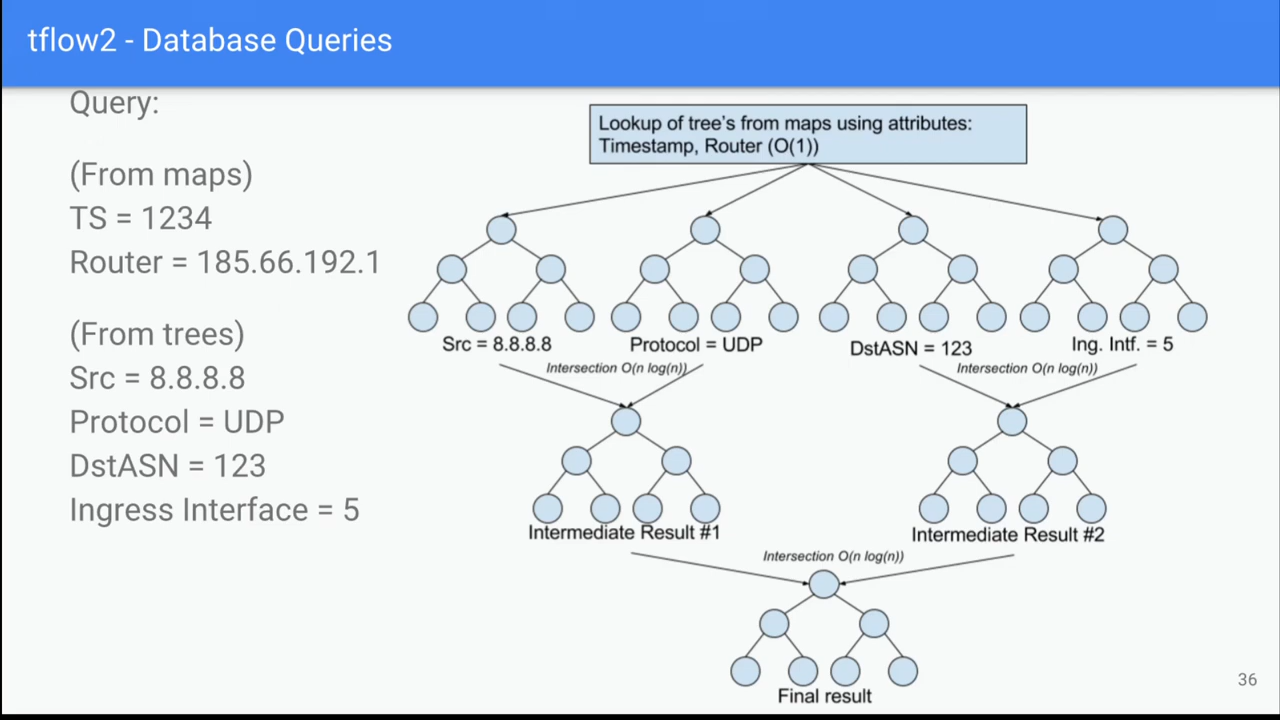 tflow2 - Database Queries
Query:
(From maps)
TS = 1234
Router = 185.66.192.1
(From trees)
Src = 8.8.8.8
Protocol = UDP
DstASN = 123
Ingress Interface = 5
Lookup of tree's from maps using attributes:
Timestamp, Router (O(1))
Src = 8.8.8.8
Protocol = UDP
DstASN = 123
Ing. Intf. = 5
Intersection O(n log(n))
Intersection O(n log(n))
Intermediate Result #1
Intermediate Result #2
Intersection O(n log(n))
Final result
36